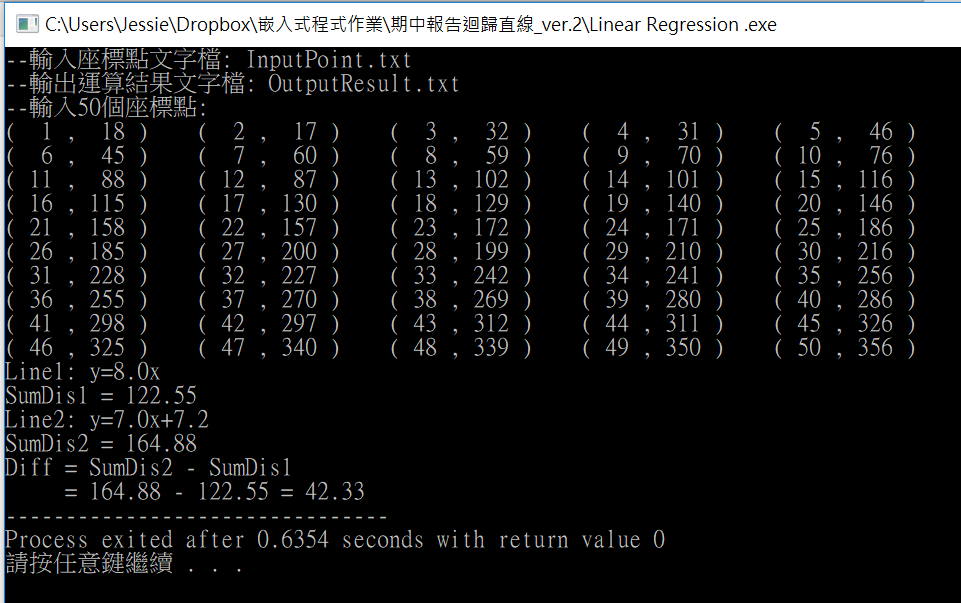 C:\Users\Jessie\Dropbox\嵌入式程式作業\期中報告迴歸直線_ver.2\Linear Regression .exe
--輸入座標點文字檔: InputPoint.txt
--輸出運算結果文字檔: OutputResult.txt
--輸入50個座標點:
(  1 ,  18 )    (  2 ,  17 )    (  3 ,  32 )    (  4 ,  31 )    (  5 ,  46 )
(  6 ,  45 )    (  7 ,  60 )    (  8 ,  59 )    (  9 ,  70 )    ( 10 ,  76 )
( 11 ,  88 )    ( 12 ,  87 )    ( 13 , 102 )    ( 14 , 101 )    ( 15 , 116 )
( 16 , 115 )    ( 17 , 130 )    ( 18 , 129 )    ( 19 , 140 )    ( 20 , 146 )
( 21 , 158 )    ( 22 , 157 )    ( 23 , 172 )    ( 24 , 171 )    ( 25 , 186 )
( 26 , 185 )    ( 27 , 200 )    ( 28 , 199 )    ( 29 , 210 )    ( 30 , 216 )
( 31 , 228 )    ( 32 , 227 )    ( 33 , 242 )    ( 34 , 241 )    ( 35 , 256 )
( 36 , 255 )    ( 37 , 270 )    ( 38 , 269 )    ( 39 , 280 )    ( 40 , 286 )
( 41 , 298 )    ( 42 , 297 )    ( 43 , 312 )    ( 44 , 311 )    ( 45 , 326 )
( 46 , 325 )    ( 47 , 340 )    ( 48 , 339 )    ( 49 , 350 )    ( 50 , 356 )
Line1: y=8.0x
SumDis1 = 122.55
Line2: y=7.0x+7.2
SumDis2 = 164.88
Diff = SumDis2 - SumDis1
     = 164.88 - 122.55 = 42.33
--------------------------------
Process exited after 0.6354 seconds with return value 0
請按任意鍵繼續 . . .